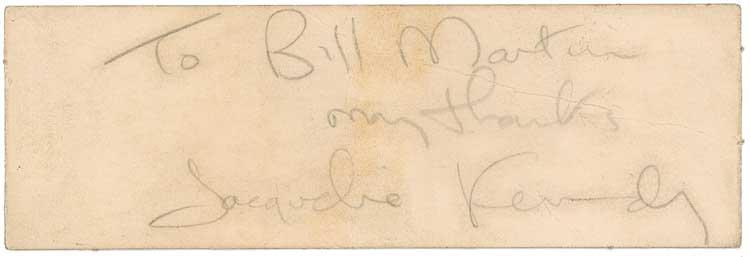 To Bill Martin
my thanks
Jacqueline Kennedy